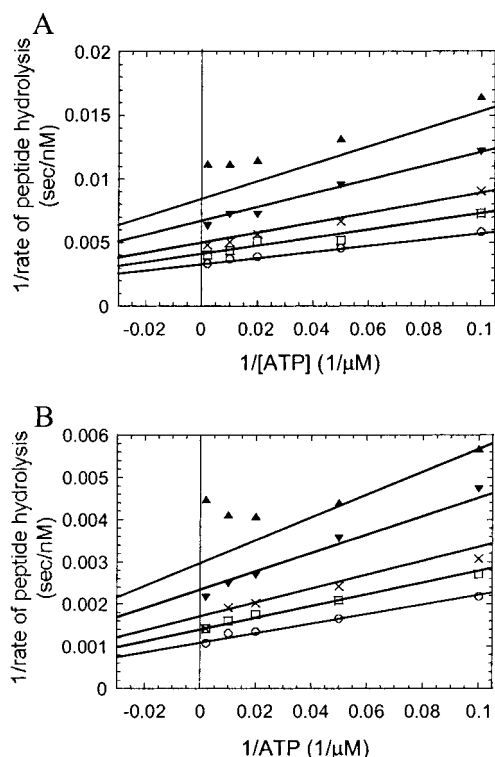 A
1/rate of peptide hydrolysis
(sec/nM)
0.02
0.015
0.01
0.005
0
-0.02 0 0.02 0.04 0.06 0.08 0.1
1/[ATP] (1/μM)
B
1/rate of peptide hydrolysis
(sec/nM)
0.006
0.005
0.004
0.003
0.002
0.001
0
-0.02 0 0.02 0.04 0.06 0.08 0.1
1/ATP (1/μM)